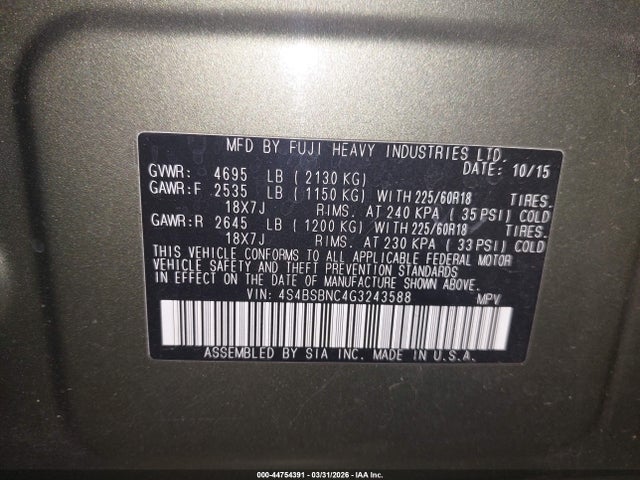 MFD BY FUJI HEAVY INDUSTRIES LTD.
DATE: 10/15
GVWR: 4695 LB ( 2130 KG)
GAWR:F 2535 LB ( 1150 KG) WITH 225/60R18 TIRES.
18X7J RIMS. AT 240 KPA ( 35 PSI) COLD
GAWR:R 2645 LB ( 1200 KG) WITH 225/60R18 TIRES.
18X7J RIMS. AT 230 KPA ( 33 PSI) COLD
THIS VEHICLE CONFORMS TO ALL APPLICABLE FEDERAL MOTOR
VEHICLE SAFETY AND THEFT PREVENTION STANDARDS
IN EFFECT ON THE DATE OF MANUFACTURE SHOWN ABOVE.
VIN: 4S4BSBNC4G3243588 MPV
ASSEMBLED BY SIA INC. MADE IN U.S.A.
000-44754391 - 03/31/2026 - IAA Inc.